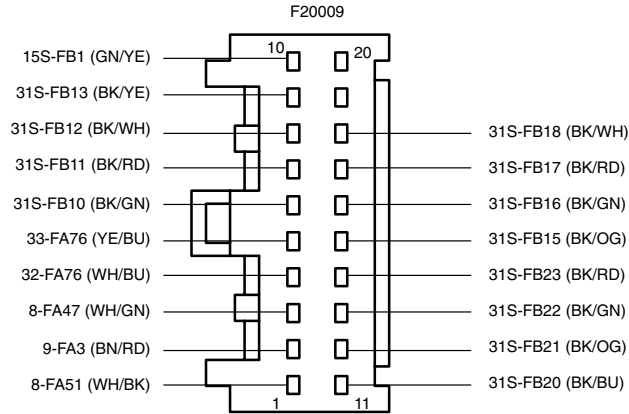 F20009
10 20
15S-FB1 (GN/YE)
31S-FB13 (BK/YE)
31S-FB12 (BK/WH) 31S-FB18 (BK/WH)
31S-FB11 (BK/RD) 31S-FB17 (BK/RD)
31S-FB10 (BK/GN) 31S-FB16 (BK/GN)
33-FA76 (YE/BU) 31S-FB15 (BK/OG)
32-FA76 (WH/BU) 31S-FB23 (BK/RD)
8-FA47 (WH/GN) 31S-FB22 (BK/GN)
9-FA3 (BN/RD) 31S-FB21 (BK/OG)
8-FA51 (WH/BK) 31S-FB20 (BK/BU)
1 11